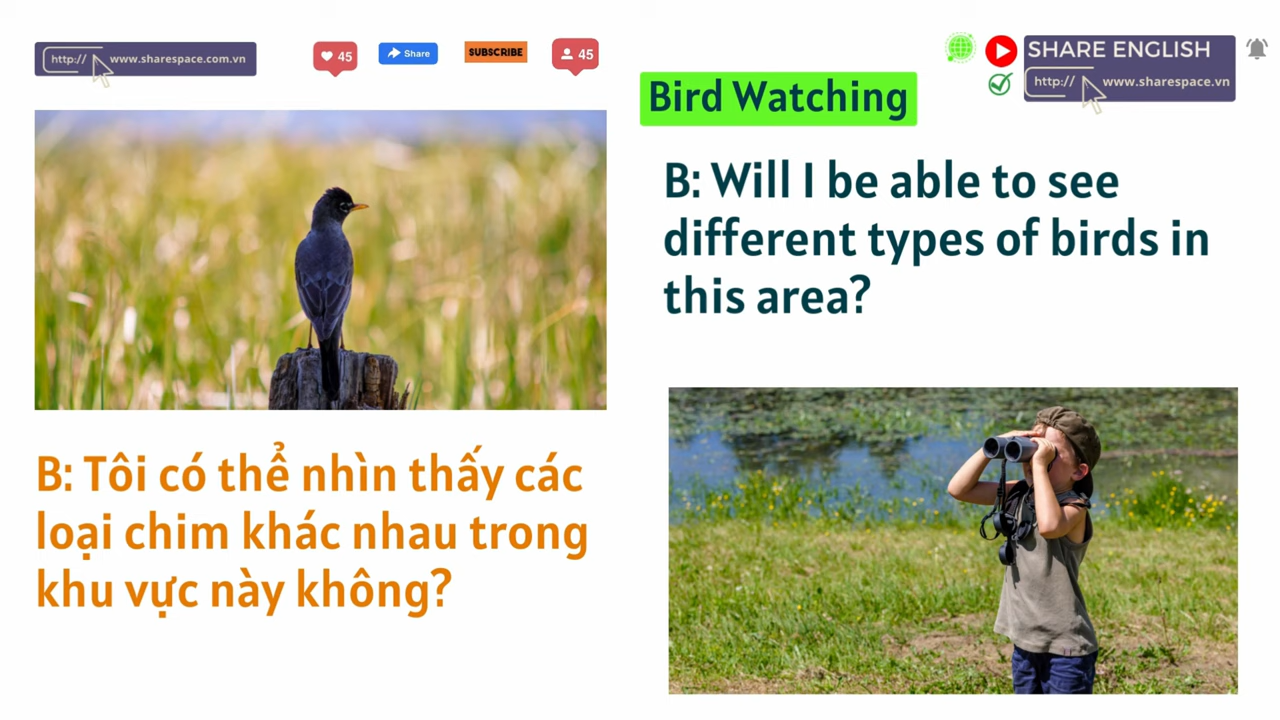 http:// www.sharespace.com.vn
45
Share
SUBSCRIBE
45
SHARE ENGLISH
http:// www.sharespace.vn
Bird Watching
B: Will I be able to see
different types of birds in
this area?
B: Tôi có thể nhìn thấy các
loại chim khác nhau trong
khu vực này không?